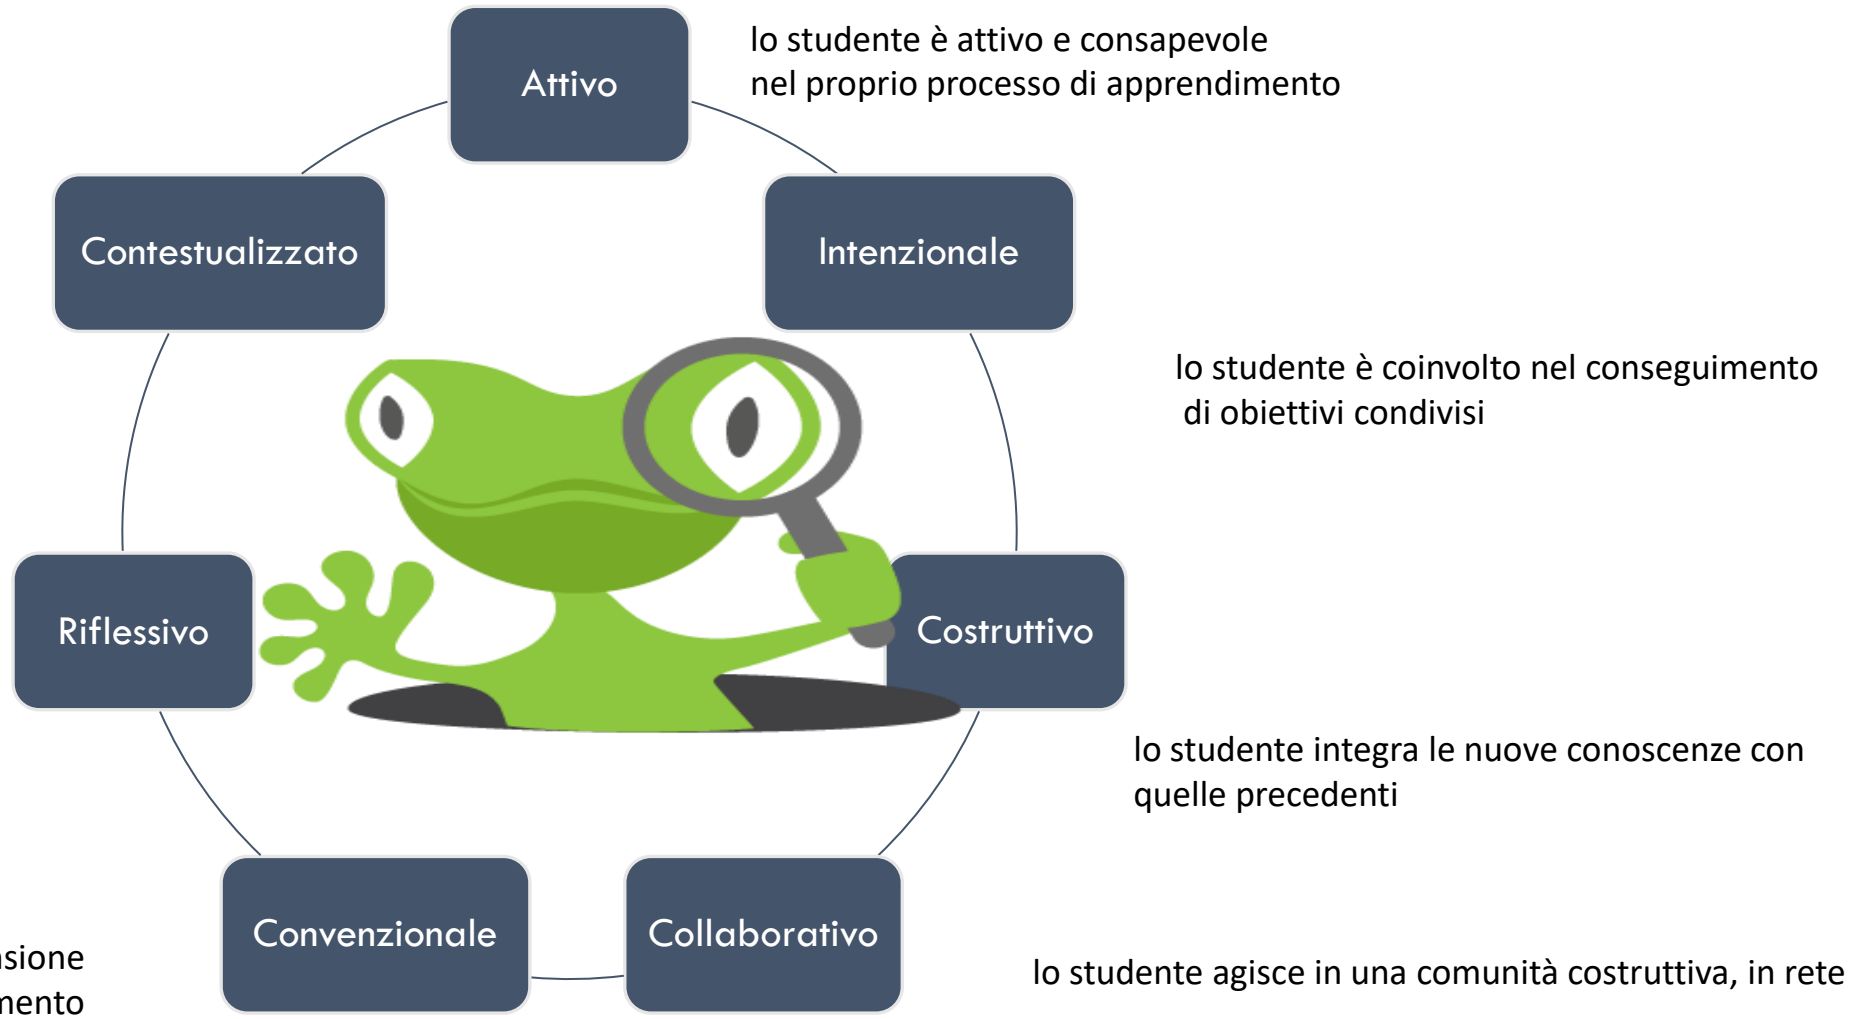 Attivo
lo studente è attivo e consapevole
nel proprio processo di apprendimento
Contestualizzato
Intenzionale
lo studente è coinvolto nel conseguimento
di obiettivi condivisi
Riflessivo
Costruttivo
lo studente integra le nuove conoscenze con
quelle precedenti
Convenzionale
Collaborativo
lo studente agisce in una comunità costruttiva, in rete